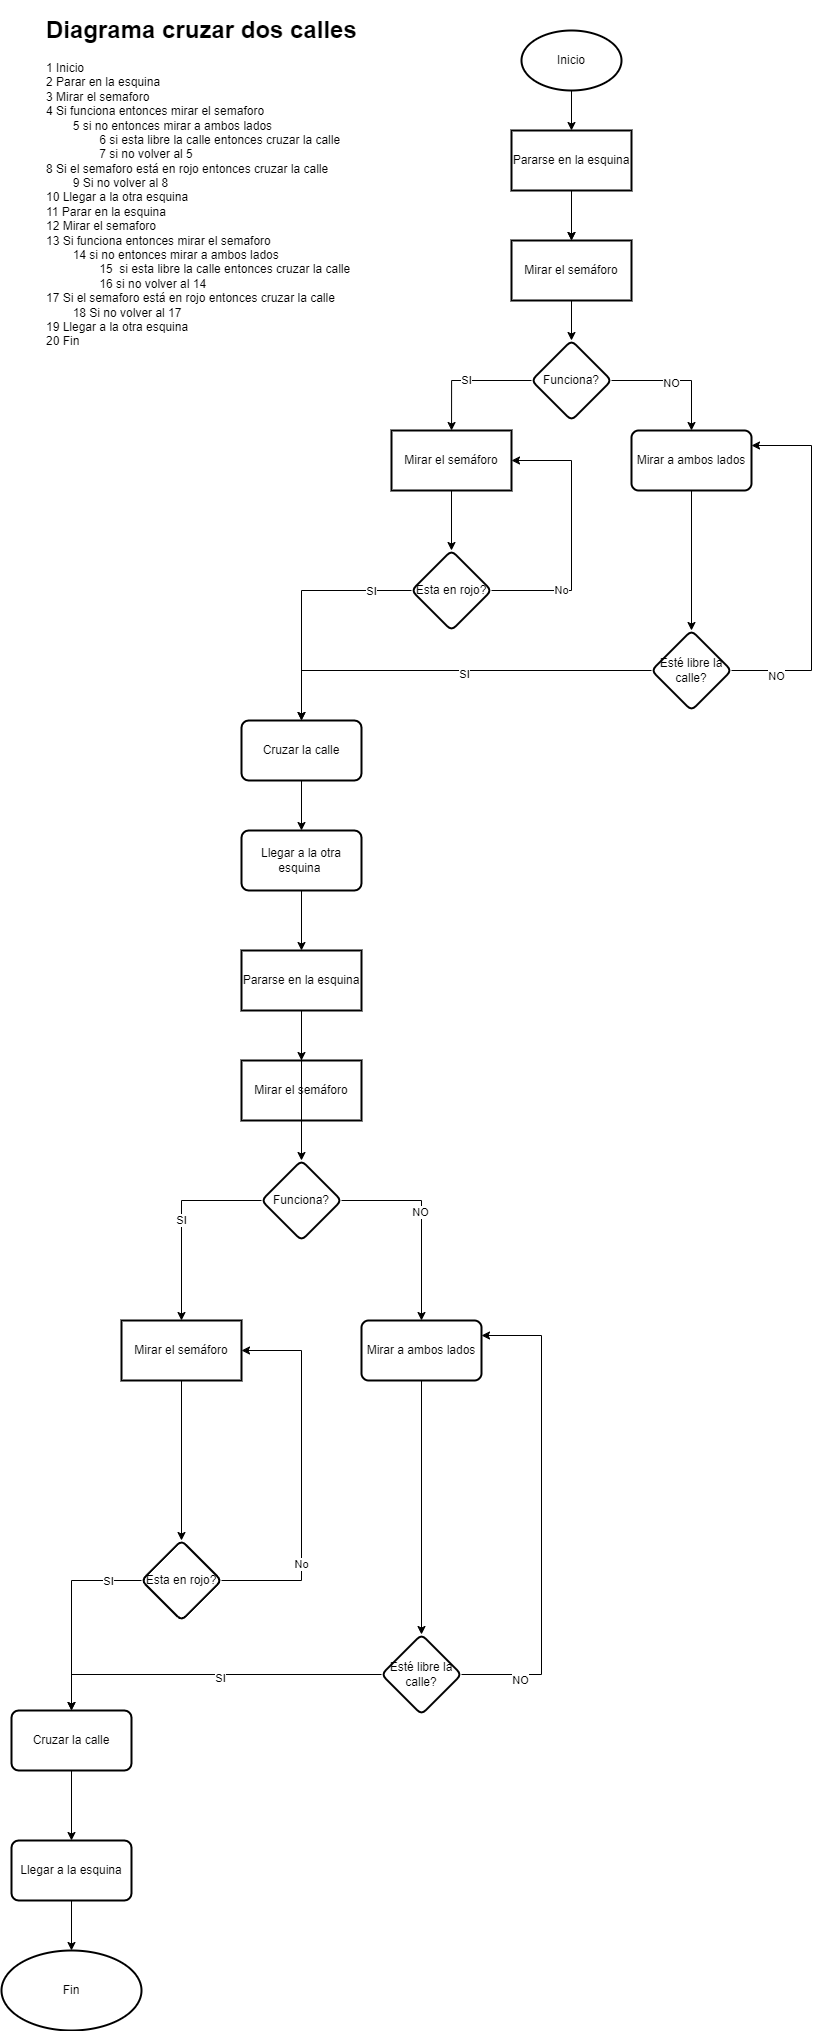 Diagrama cruzar dos calles
1 Inicio
2 Parar en la esquina
3 Mirar el semaforo
4 Si funciona entonces mirar el semaforo
5 si no entonces mirar a ambos lados
6 si esta libre la calle entonces cruzar la calle
7 si no volver al 5
8 Si el semaforo está en rojo entonces cruzar la calle
9 Si no volver al 8
10 Llegar a la otra esquina
11 Parar en la esquina
12 Mirar el semaforo
13 Si funciona entonces mirar el semaforo
14 si no entonces mirar a ambos lados
15 si esta libre la calle entonces cruzar la calle
16 si no volver al 14
17 Si el semaforo está en rojo entonces cruzar la calle
18 Si no volver al 17
19 Llegar a la otra esquina
20 Fin
Inicio
Pararse en la esquina
Mirar el semáforo
Funciona?
SI
NO
Mirar el semáforo
Mirar a ambos lados
Esta en rojo?
SI
No
Esté libre la
calle?
SI
NO
Cruzar la calle
Llegar a la otra
esquina
Pararse en la esquina
Mirar el semáforo
Funciona?
SI
NO
Mirar el semáforo
Mirar a ambos lados
Esta en rojo?
SI
No
Esté libre la
calle?
SI
NO
Cruzar la calle
Llegar a la esquina
Fin